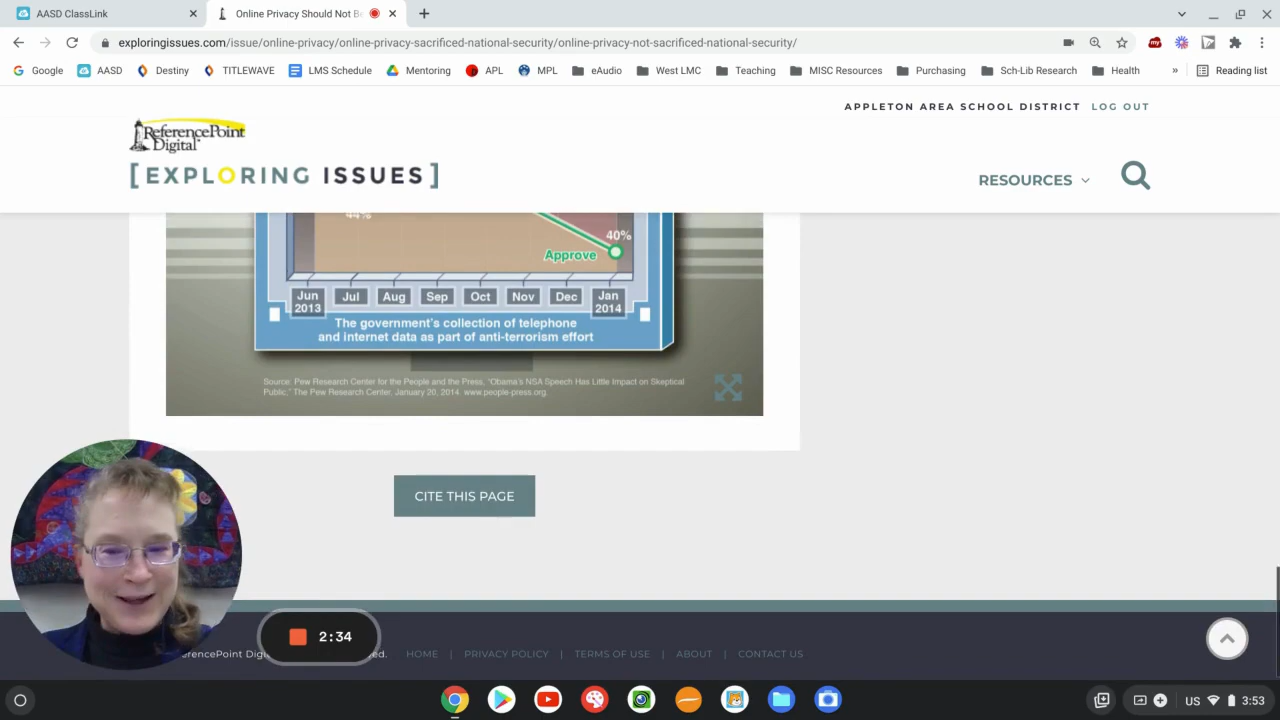 AASD ClassLink
Online Privacy Should Not Be
exploringissues.com/issue/online-privacy/online-privacy-sacrificed-national-security/online-privacy-not-sacrificed-national-security/
Google AASD Destiny TITLEWAVE LMS Schedule Mentoring APL MPL eAudio West LMC Teaching MISC Resources Purchasing Sch-Lib Research Health » Reading list
APPLETON AREA SCHOOL DISTRICT LOG OUT
ReferencePoint
Digital
[EXPLORING ISSUES]
RESOURCES
44%
40%
Approve
Jun Jul Aug Sep Oct Nov Dec Jan
2013 2014
The government's collection of telephone
and internet data as part of anti-terrorism effort
Source: Pew Research Center for the People and the Press, "Obama's NSA Speech Has Little Impact on Skeptical
Public," The Pew Research Center, January 20, 2014. www.people-press.org.
CITE THIS PAGE
2:34
erencePoint Digi ed. HOME | PRIVACY POLICY | TERMS OF USE | ABOUT | CONTACT US
US 3:53